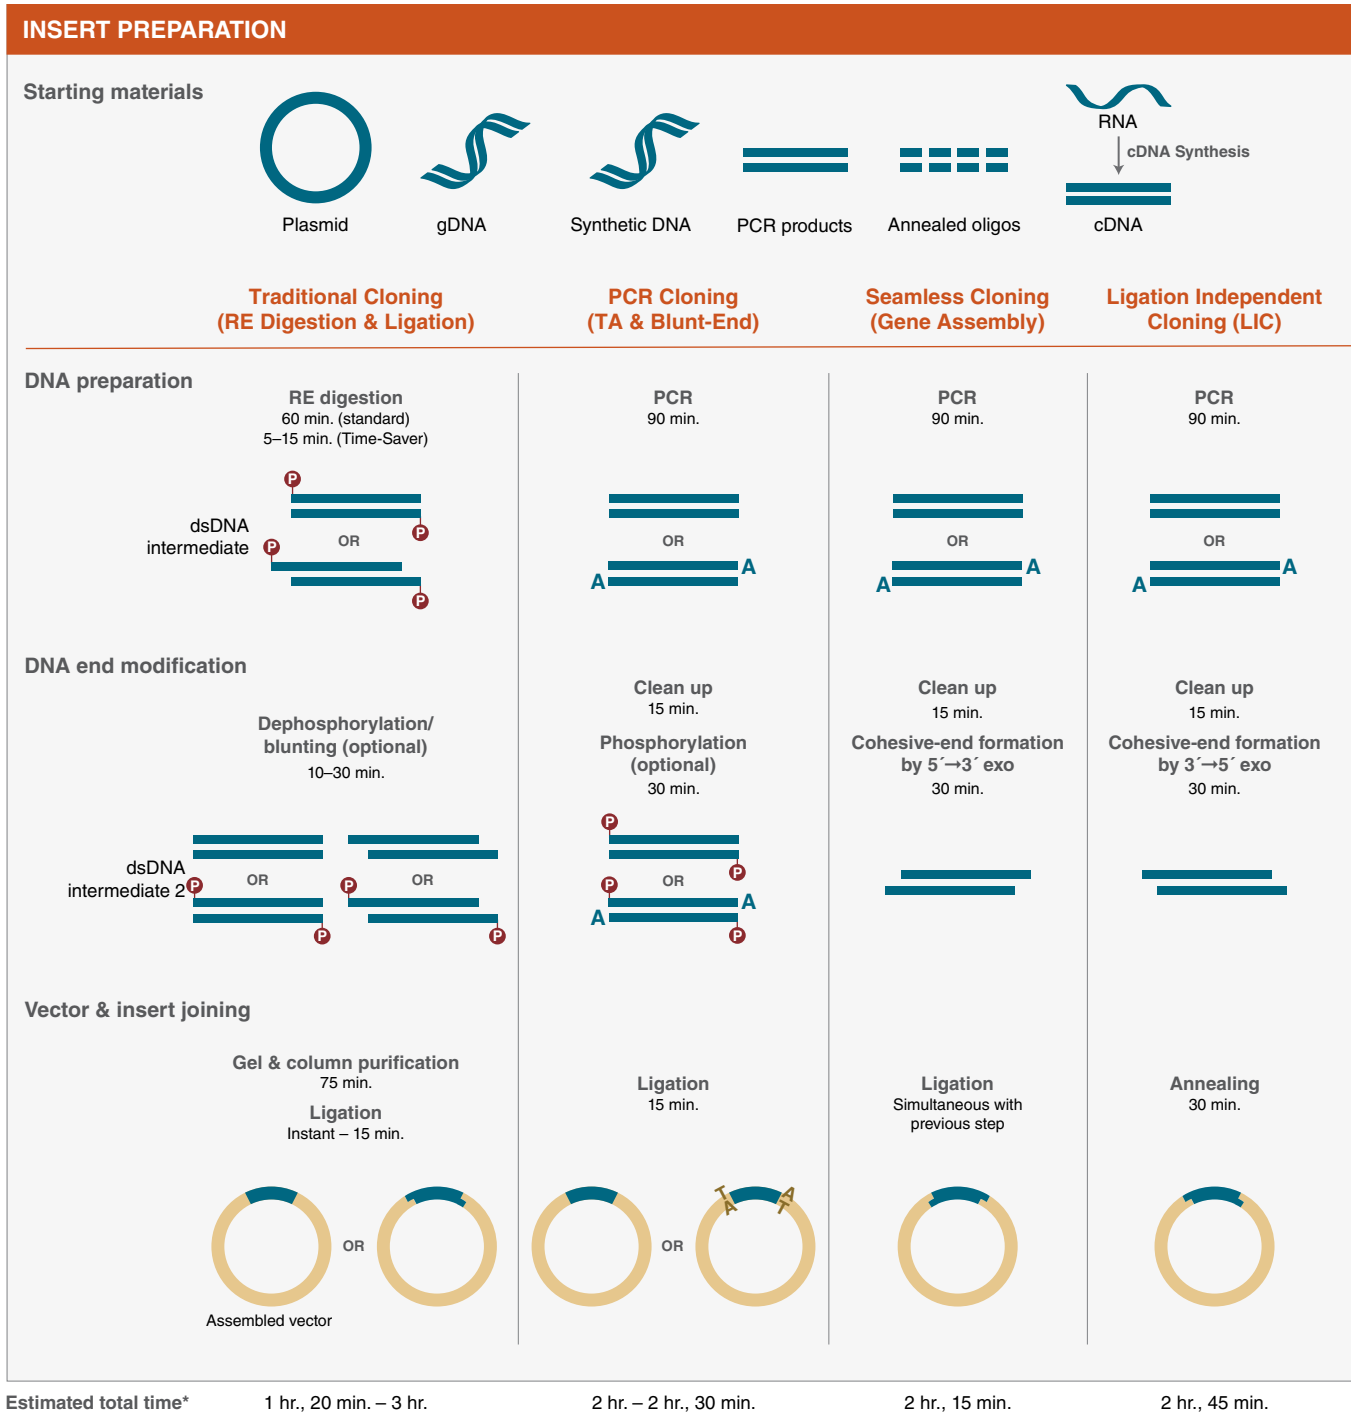 INSERT PREPARATION
Starting materials
RNA
cDNA Synthesis
Plasmid
gDNA
Synthetic DNA
PCR products
Annealed oligos
cDNA
Traditional Cloning
(RE Digestion & Ligation)
PCR Cloning
(TA & Blunt-End)
Seamless Cloning
(Gene Assembly)
Ligation Independent
Cloning (LIC)
DNA preparation
RE digestion
60 min. (standard)
5–15 min. (Time-Saver)
PCR
90 min.
PCR
90 min.
PCR
90 min.
dsDNA
intermediate
P
P
OR
P
P
OR
A
A
OR
A
A
OR
A
A
DNA end modification
Dephosphorylation/
blunting (optional)
10–30 min.
Clean up
15 min.
Phosphorylation
(optional)
30 min.
Clean up
15 min.
Cohesive-end formation
by 5´→3´ exo
30 min.
Clean up
15 min.
Cohesive-end formation
by 3´→5´ exo
30 min.
dsDNA
intermediate 2
OR
P
P
OR
P
P
P
P
OR
P
A
A
P
Vector & insert joining
Gel & column purification
75 min.
Ligation
Instant – 15 min.
Ligation
15 min.
Ligation
Simultaneous with
previous step
Annealing
30 min.
OR
Assembled vector
OR
T
A
A
T
Estimated total time*
1 hr., 20 min. – 3 hr.
2 hr. – 2 hr., 30 min.
2 hr., 15 min.
2 hr., 45 min.